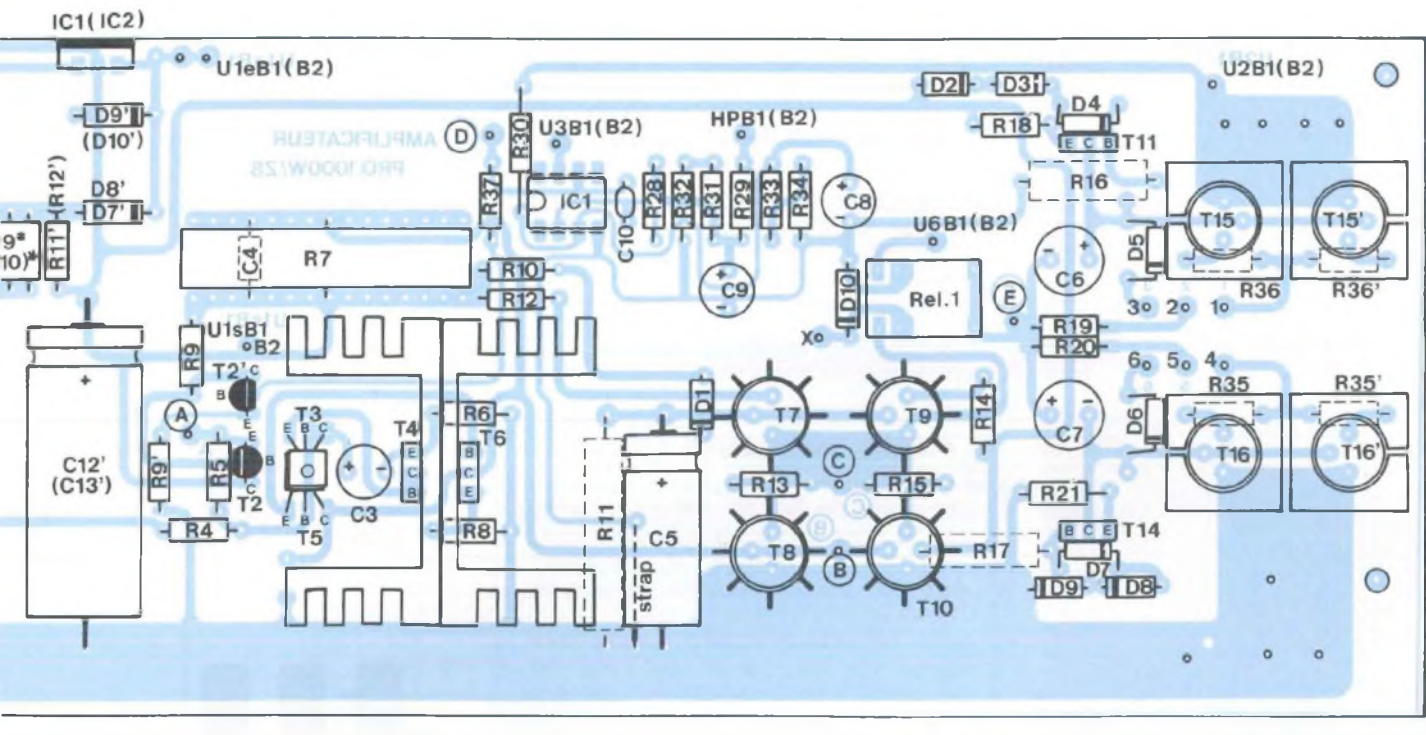 IC1(IC2)
U1eB1(B2)
U2B1(B2)
D2
D3
D4
D9'
(D10')
AMPLIFICATEUR
PRO 1000W/2S
D
R30
U3B1(B2)
HPB1(B2)
R18
E C B
T11
(R12')
R11'
D8'
D7'
R37
IC1
C10
R28
R32
R31
R29
R33
R34
+
C8
-
R16
T15
T15'
9*
10)*
C4
R7
U6B1(B2)
D5
R36
R36'
R10
R12
C9
+
-
D10
Rel.1
E
C6
-
+
3
2
1
U1sB1
B2
R9
X
R19
R20
6
5
4
R35
R35'
T2'
C
B
E
A
+
C12'
(C13')
R9'
R5
E
B
C
T2
T3
E B C
E B C
T5
+
-
C3
T4
E
C
B
R6
T6
B
C
E
R8
R4
D1
T7
T9
R14
C7
+
-
D6
T16
T16'
R11
+
C5
strap
C
R13
R15
R21
T8
B
T10
R17
B C E
T14
D7
D9
D8